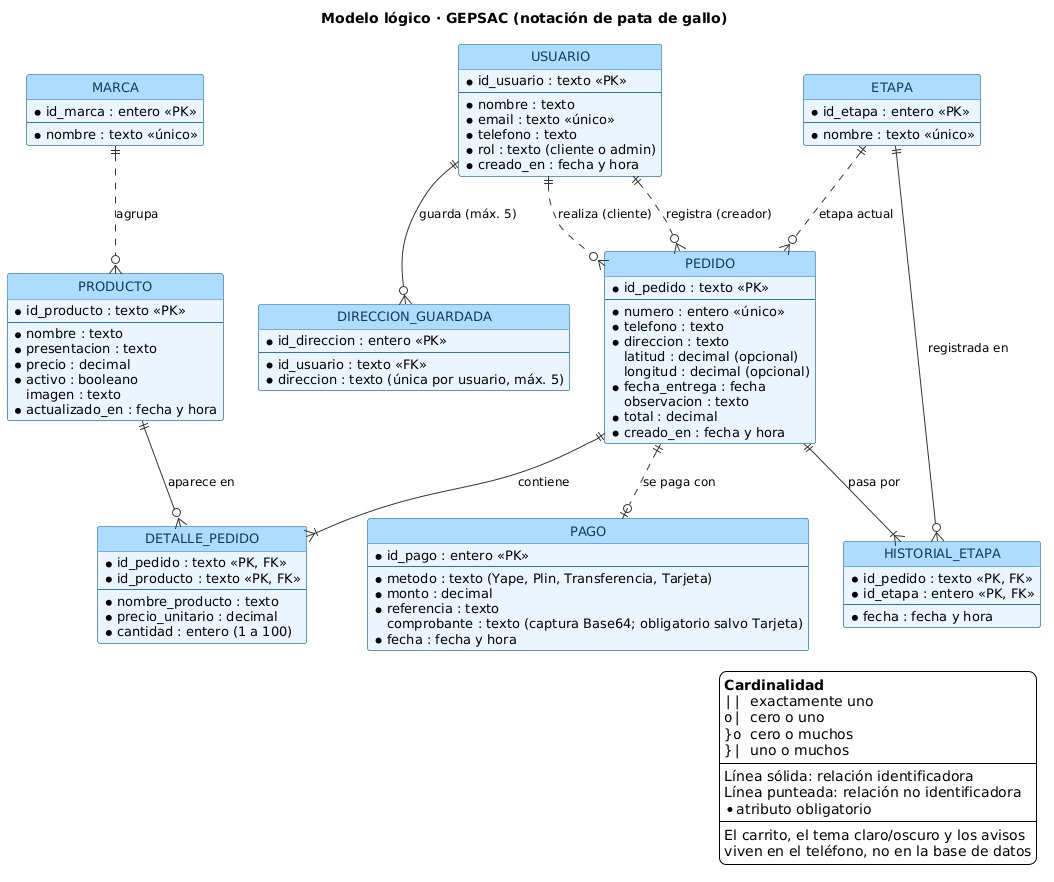 Modelo lógico · GEPSAC (notación de pata de gallo)
MARCA
● id_marca : entero «PK»
● nombre : texto «único»
USUARIO
● id_usuario : texto «PK»
● nombre : texto
● email : texto «único»
● telefono : texto
● rol : texto (cliente o admin)
● creado_en : fecha y hora
ETAPA
● id_etapa : entero «PK»
● nombre : texto «único»
agrupa
guarda (máx. 5)
realiza (cliente)
registra (creador)
etapa actual
PRODUCTO
● id_producto : texto «PK»
● nombre : texto
● presentacion : texto
● precio : decimal
● activo : booleano
imagen : texto
● actualizado_en : fecha y hora
DIRECCION_GUARDADA
● id_direccion : entero «PK»
● id_usuario : texto «FK»
● direccion : texto (única por usuario, máx. 5)
PEDIDO
● id_pedido : texto «PK»
● numero : entero «único»
● telefono : texto
● direccion : texto
latitud : decimal (opcional)
longitud : decimal (opcional)
● fecha_entrega : fecha
observacion : texto
● total : decimal
● creado_en : fecha y hora
registrada en
aparece en
contiene
se paga con
pasa por
DETALLE_PEDIDO
● id_pedido : texto «PK, FK»
● id_producto : texto «PK, FK»
● nombre_producto : texto
● precio_unitario : decimal
● cantidad : entero (1 a 100)
PAGO
● id_pago : entero «PK»
● metodo : texto (Yape, Plin, Transferencia, Tarjeta)
● monto : decimal
● referencia : texto
comprobante : texto (captura Base64; obligatorio salvo Tarjeta)
● fecha : fecha y hora
HISTORIAL_ETAPA
● id_pedido : texto «PK, FK»
● id_etapa : entero «PK, FK»
● fecha : fecha y hora
Cardinalidad
|| exactamente uno
o| cero o uno
}o cero o muchos
}| uno o muchos
Línea sólida: relación identificadora
Línea punteada: relación no identificadora
• atributo obligatorio
El carrito, el tema claro/oscuro y los avisos
viven en el teléfono, no en la base de datos